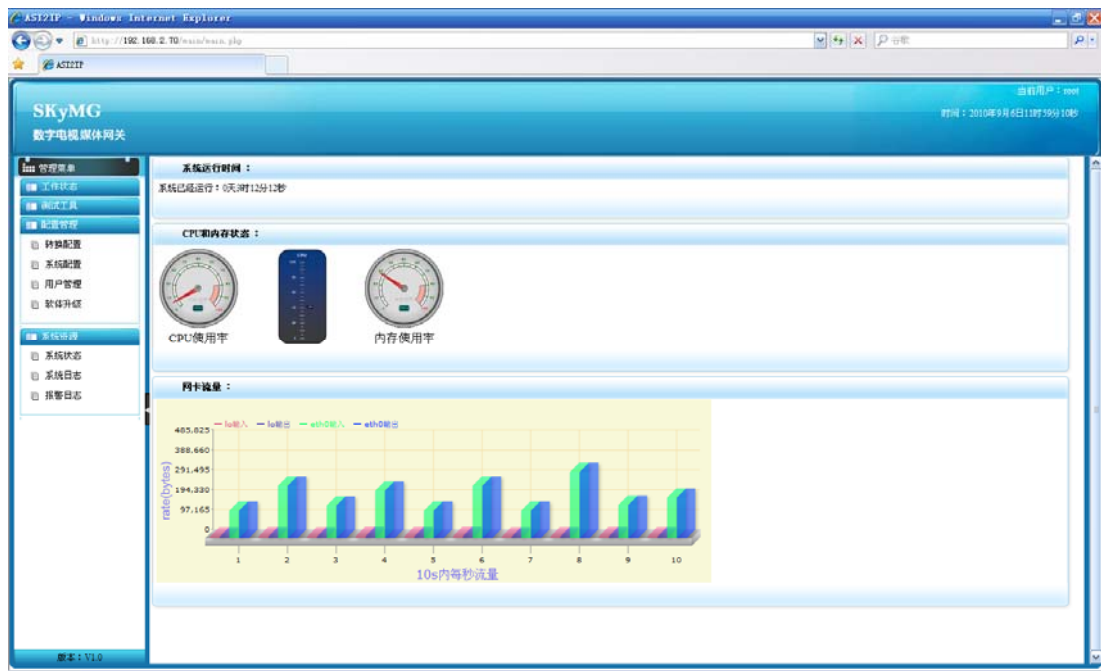 ASI2IP - Windows Internet Explorer
http://192.168.2.70/main/main.php
谷歌
ASI2IP
当前用户：root
SKyMG
时间：2010年9月6日11时59分10秒
数字电视媒体网关
管理菜单
工作状态
测试工具
配置管理
转换配置
系统配置
用户管理
软体升级
系统资源
系统状态
系统日志
报警日志
版本：V1.0
系统运行时间：
系统已经运行：0天3时12分12秒
CPU和内存状态：
CPU使用率
内存使用率
网卡流量：
lo输入 lo输出 eth0输入 eth0输出
485.825
388.660
291.495
194.330
97.165
0
rate(bytes)
1 2 3 4 5 6 7 8 9 10
10s内每秒流量